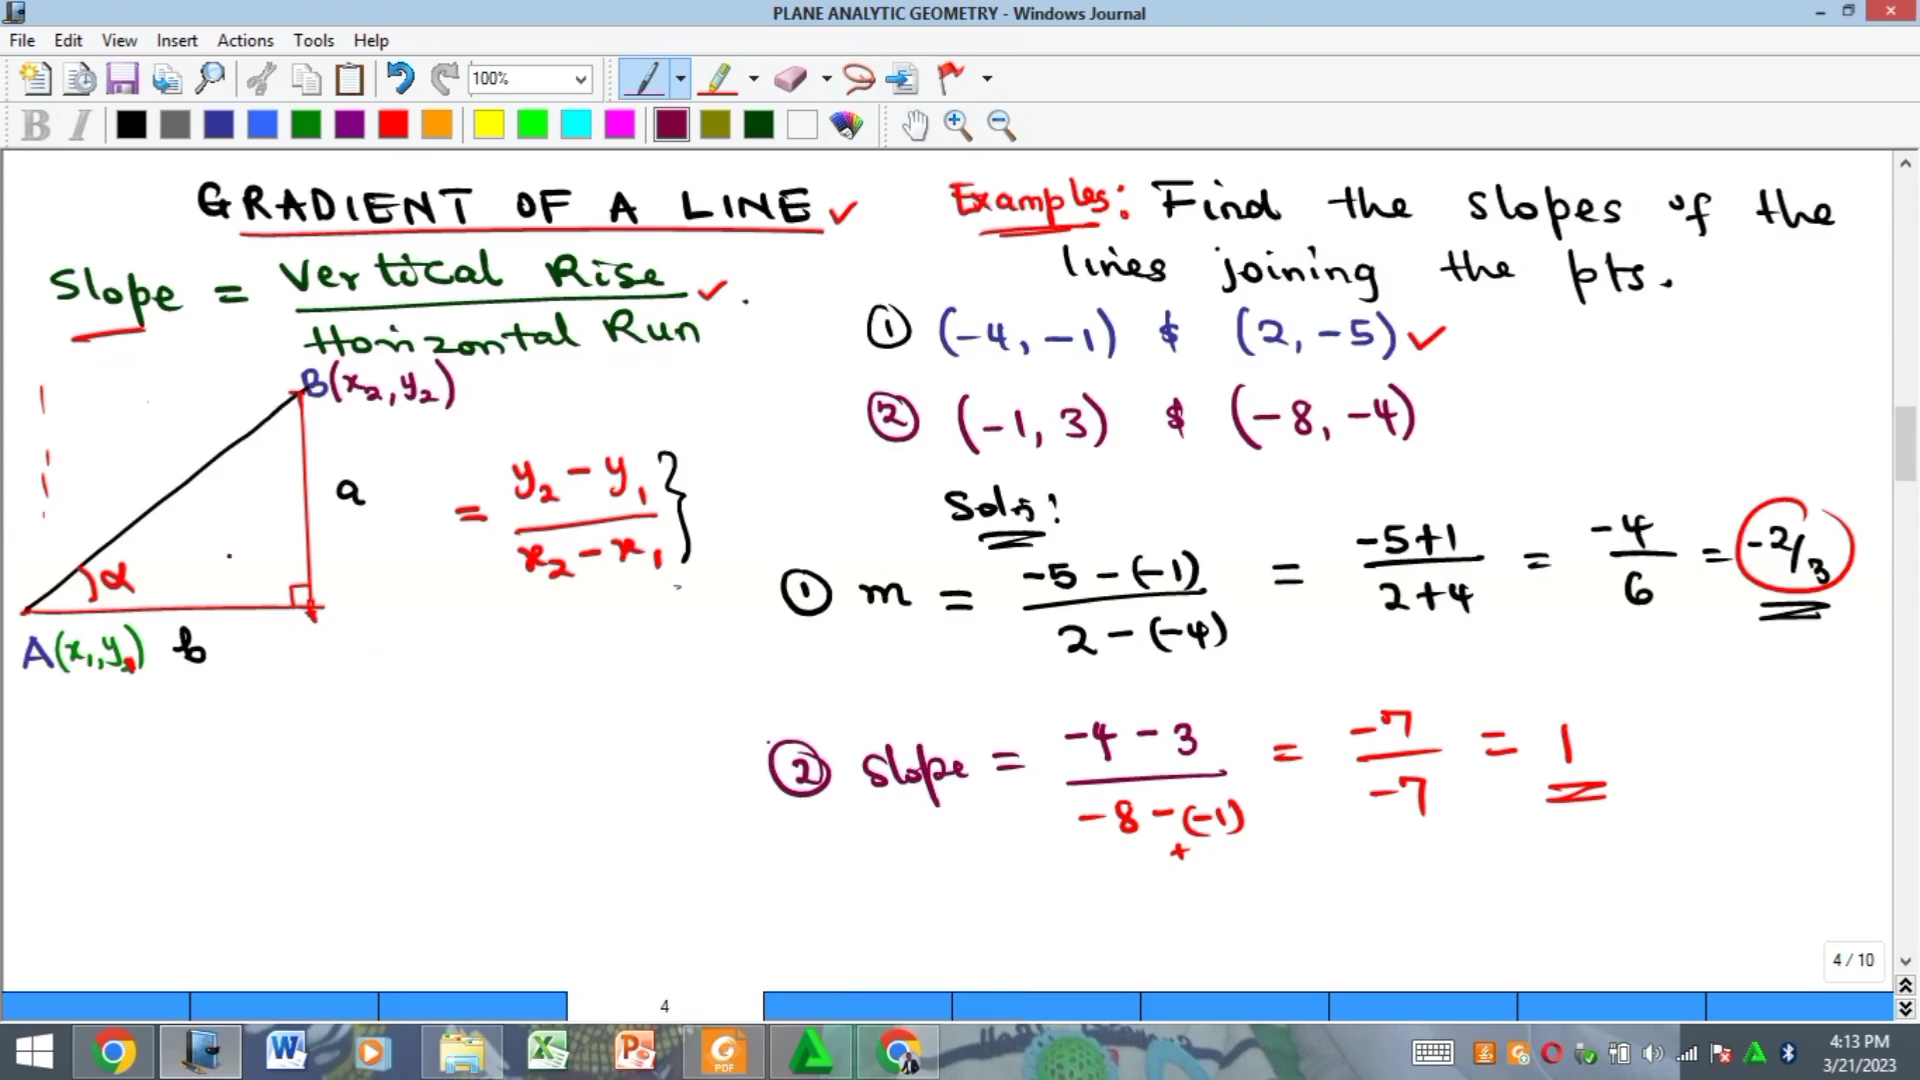 PLANE ANALYTIC GEOMETRY - Windows Journal
File Edit View Insert Actions Tools Help
100%
B I
GRADIENT OF A LINE ✓
Slope = Vertical Rise / Horizontal Run ✓ .
B(x₂, y₂)
a
= y₂ - y₁ / x₂ - x₁ }
α
A(x₁, y₁) b
Examples: Find the slopes of the
lines joining the pts.
① (-4, -1) & (2, -5) ✓
② (-1, 3) & (-8, -4)
Soln:
① m = -5 - (-1) / 2 - (-4) = -5+1 / 2+4 = -4 / 6 = -2/3
② slope = -4 - 3 / -8 - (-1) = -7 / -7 = 1
+
4 / 10
4
PDF
4:13 PM
3/21/2023